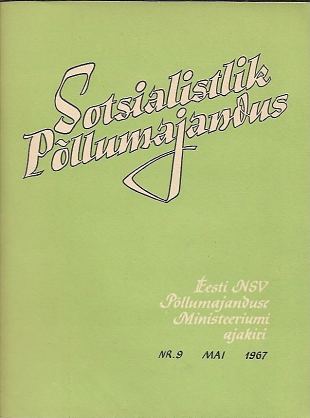 Sotsialistlik
Põllumajandus
Eesti NSV
Põllumajanduse
Ministeeriumi
ajakiri
NR. 9 MAI 1967